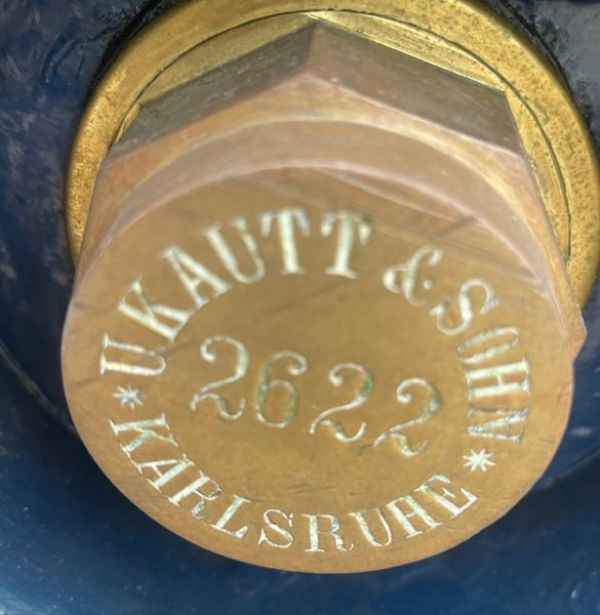 U. KAUTT & SOHN
2622
* KARLSRUHE *